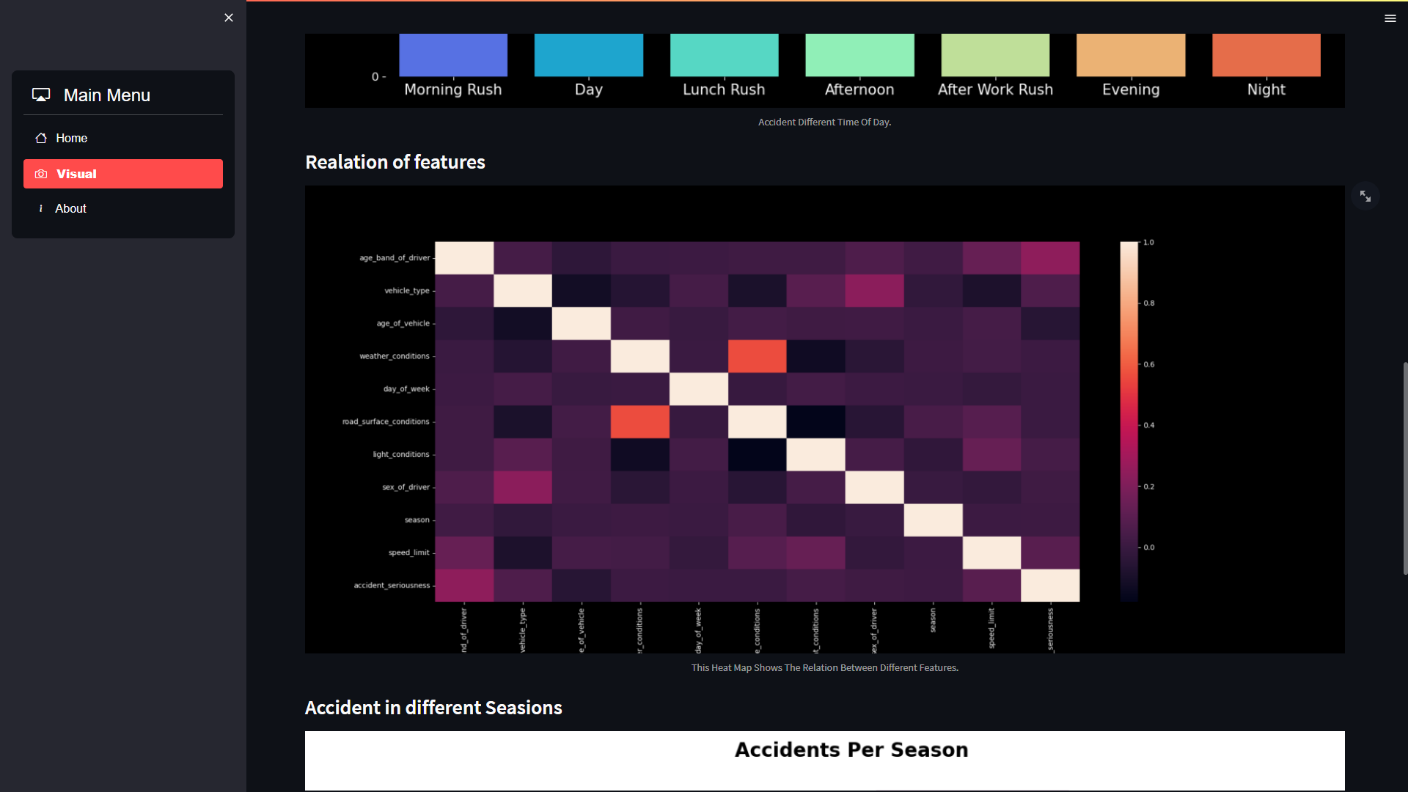 Main Menu
Home
Visual
About
0
Morning Rush
Day
Lunch Rush
Afternoon
After Work Rush
Evening
Night
Accident Different Time Of Day.
Realation of features
age_band_of_driver
vehicle_type
age_of_vehicle
weather_conditions
day_of_week
road_surface_conditions
light_conditions
sex_of_driver
season
speed_limit
accident_seriousness
nd_of_driver
vehicle_type
e_of_vehicle
r_conditions
day_of_week
e_conditions
t_conditions
ex_of_driver
season
speed_limit
_seriousness
1.0
0.8
0.6
0.4
0.2
0.0
This Heat Map Shows The Relation Between Different Features.
Accident in different Seasions
Accidents Per Season